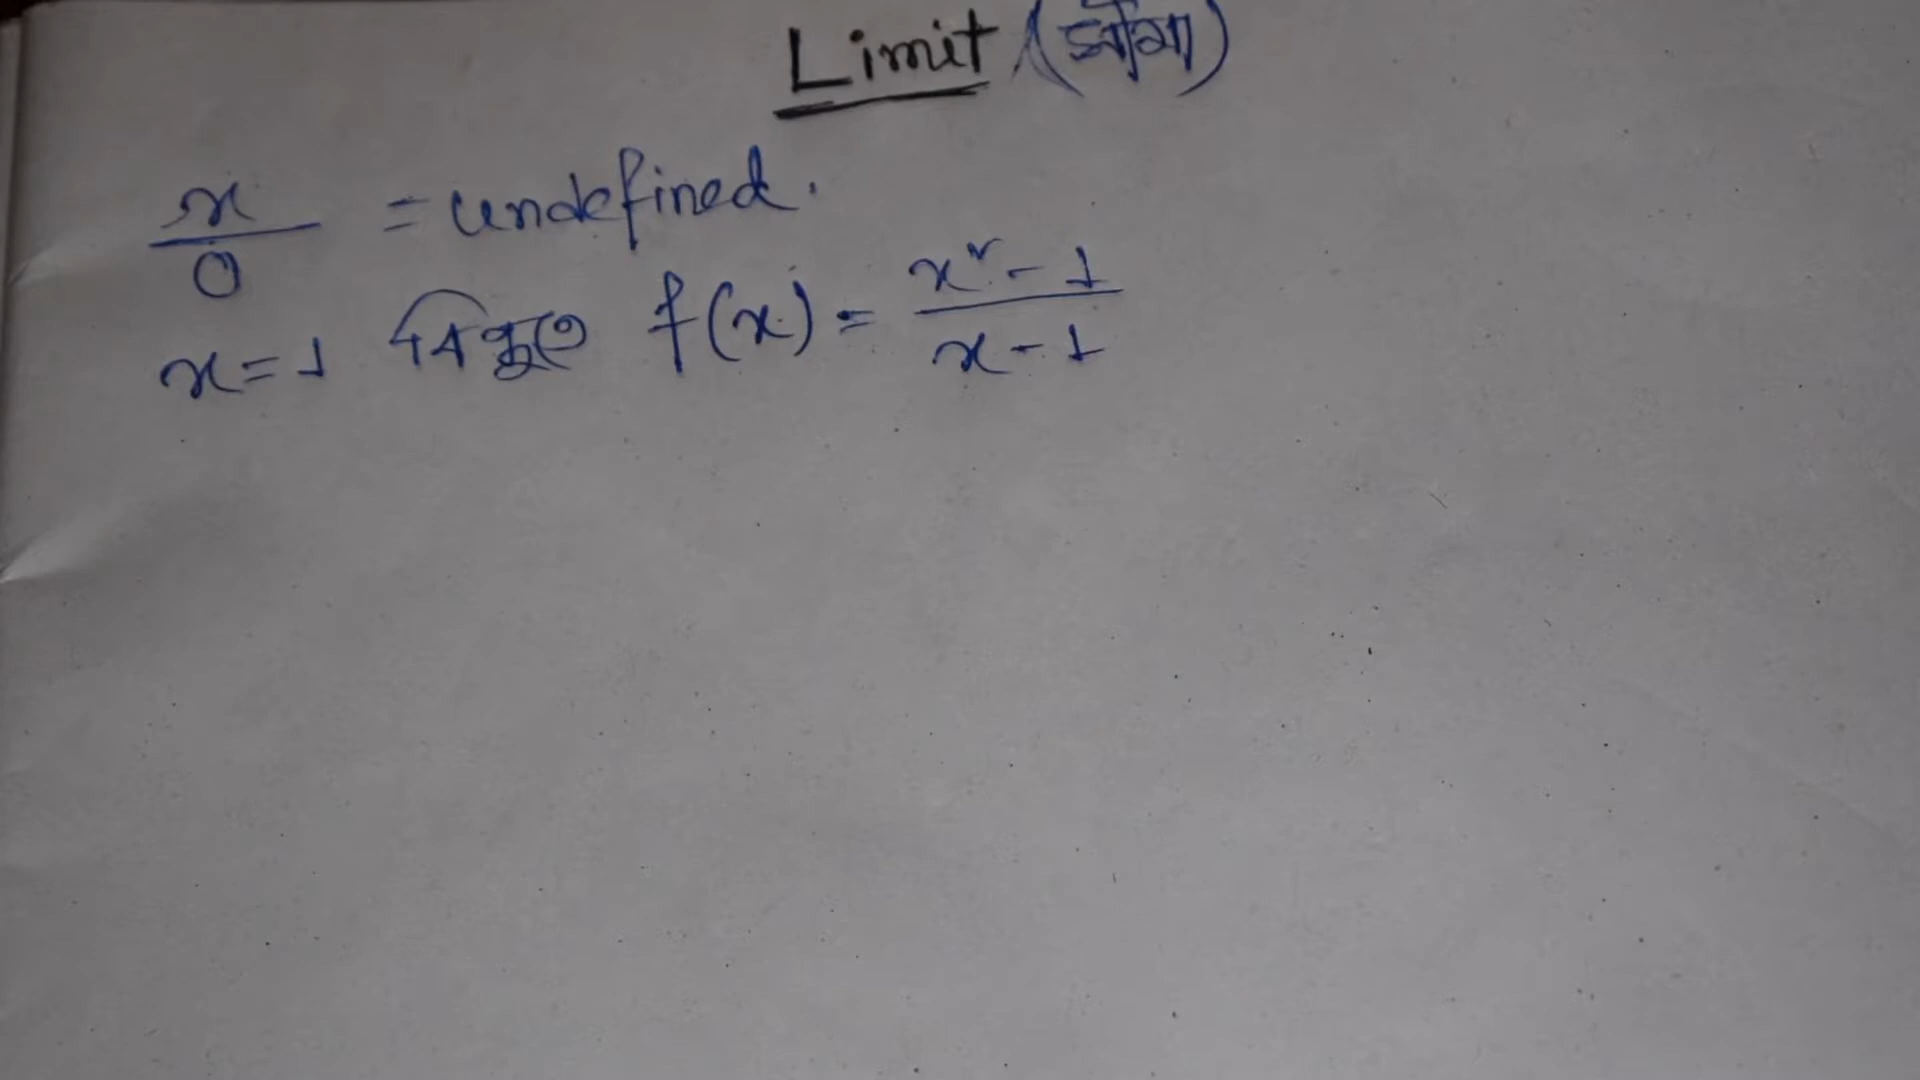 Limit (সীমা)
x/0 = undefined.
x=1 বিন্দুতে f(x) = x² - 1 / x - 1